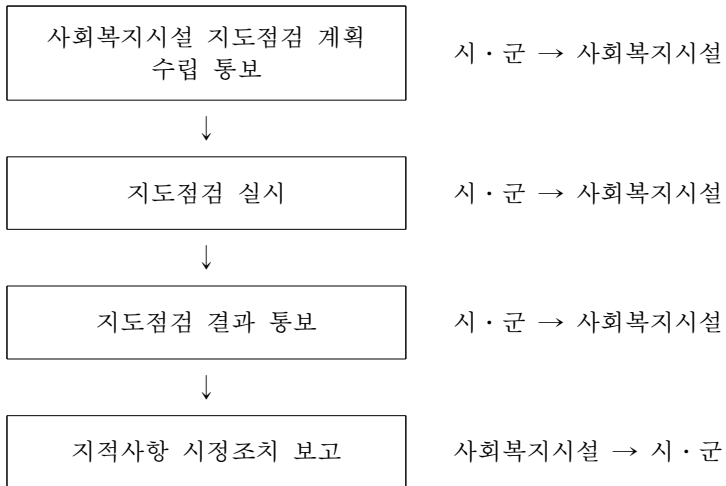 사회복지시설 지도점검 계획
수립 통보
시·군 → 사회복지시설
↓
지도점검 실시
시·군 → 사회복지시설
↓
지도점검 결과 통보
시·군 → 사회복지시설
↓
지적사항 시정조치 보고
사회복지시설 → 시·군